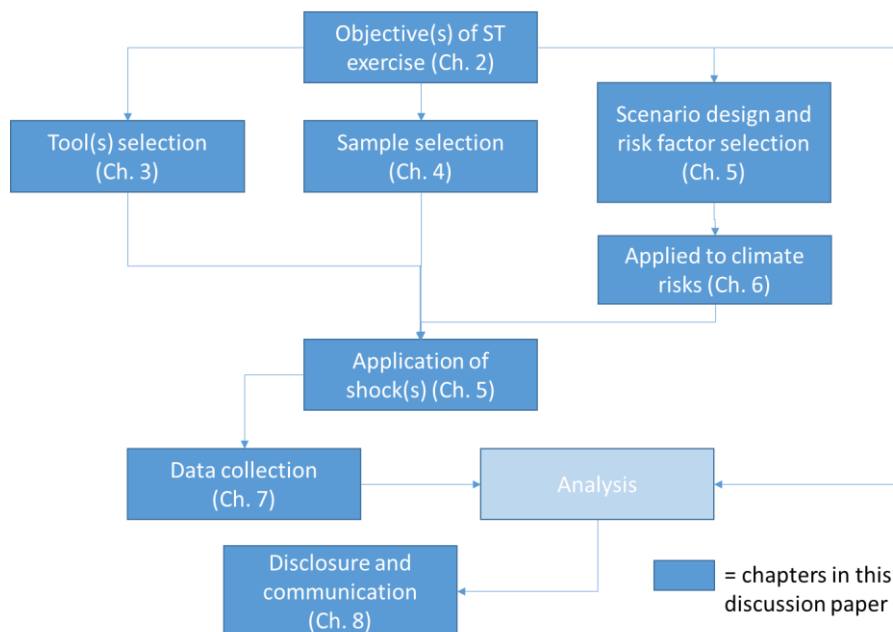 Objective(s) of ST
exercise (Ch. 2)
Tool(s) selection
(Ch. 3)
Sample selection
(Ch. 4)
Scenario design and
risk factor selection
(Ch. 5)
Applied to climate
risks (Ch. 6)
Application of
shock(s) (Ch. 5)
Data collection
(Ch. 7)
Analysis
Disclosure and
communication
(Ch. 8)
= chapters in this
discussion paper